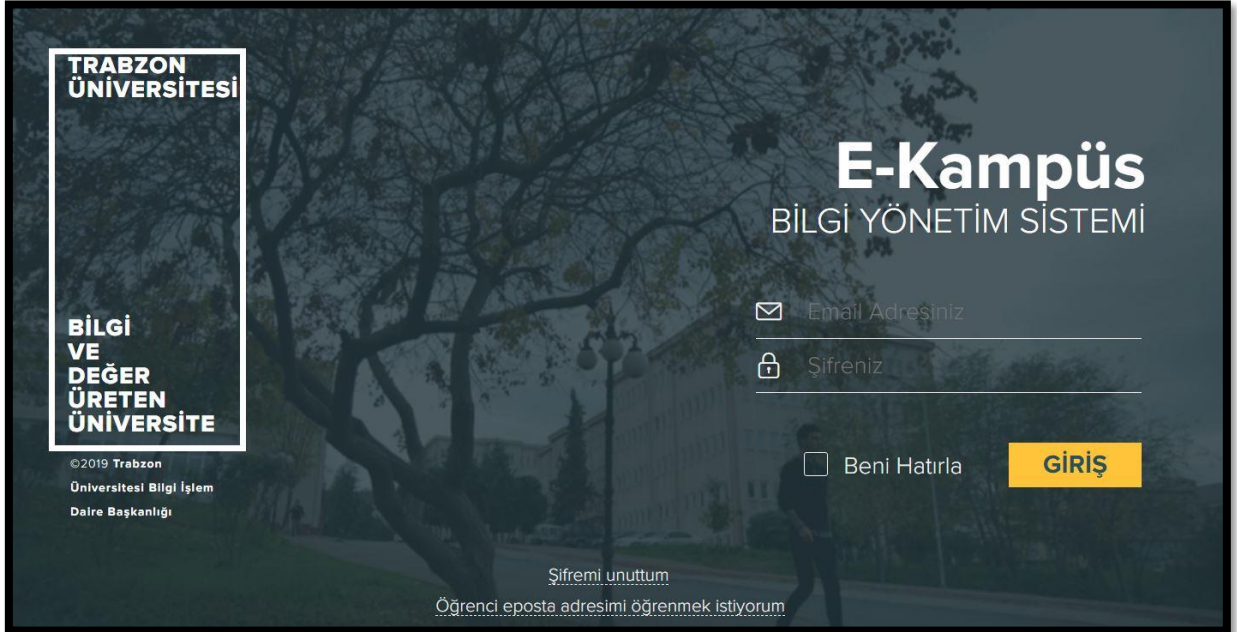 TRABZON
ÜNİVERSİTESİ
BİLGİ
VE
DEĞER
ÜRETEN
ÜNİVERSİTE
©2019 Trabzon
Üniversitesi Bilgi İşlem
Daire Başkanlığı
E-Kampüs
BİLGİ YÖNETİM SİSTEMİ
Email Adresiniz
Şifreniz
Beni Hatırla
GİRİŞ
Şifremi unuttum
Öğrenci eposta adresimi öğrenmek istiyorum